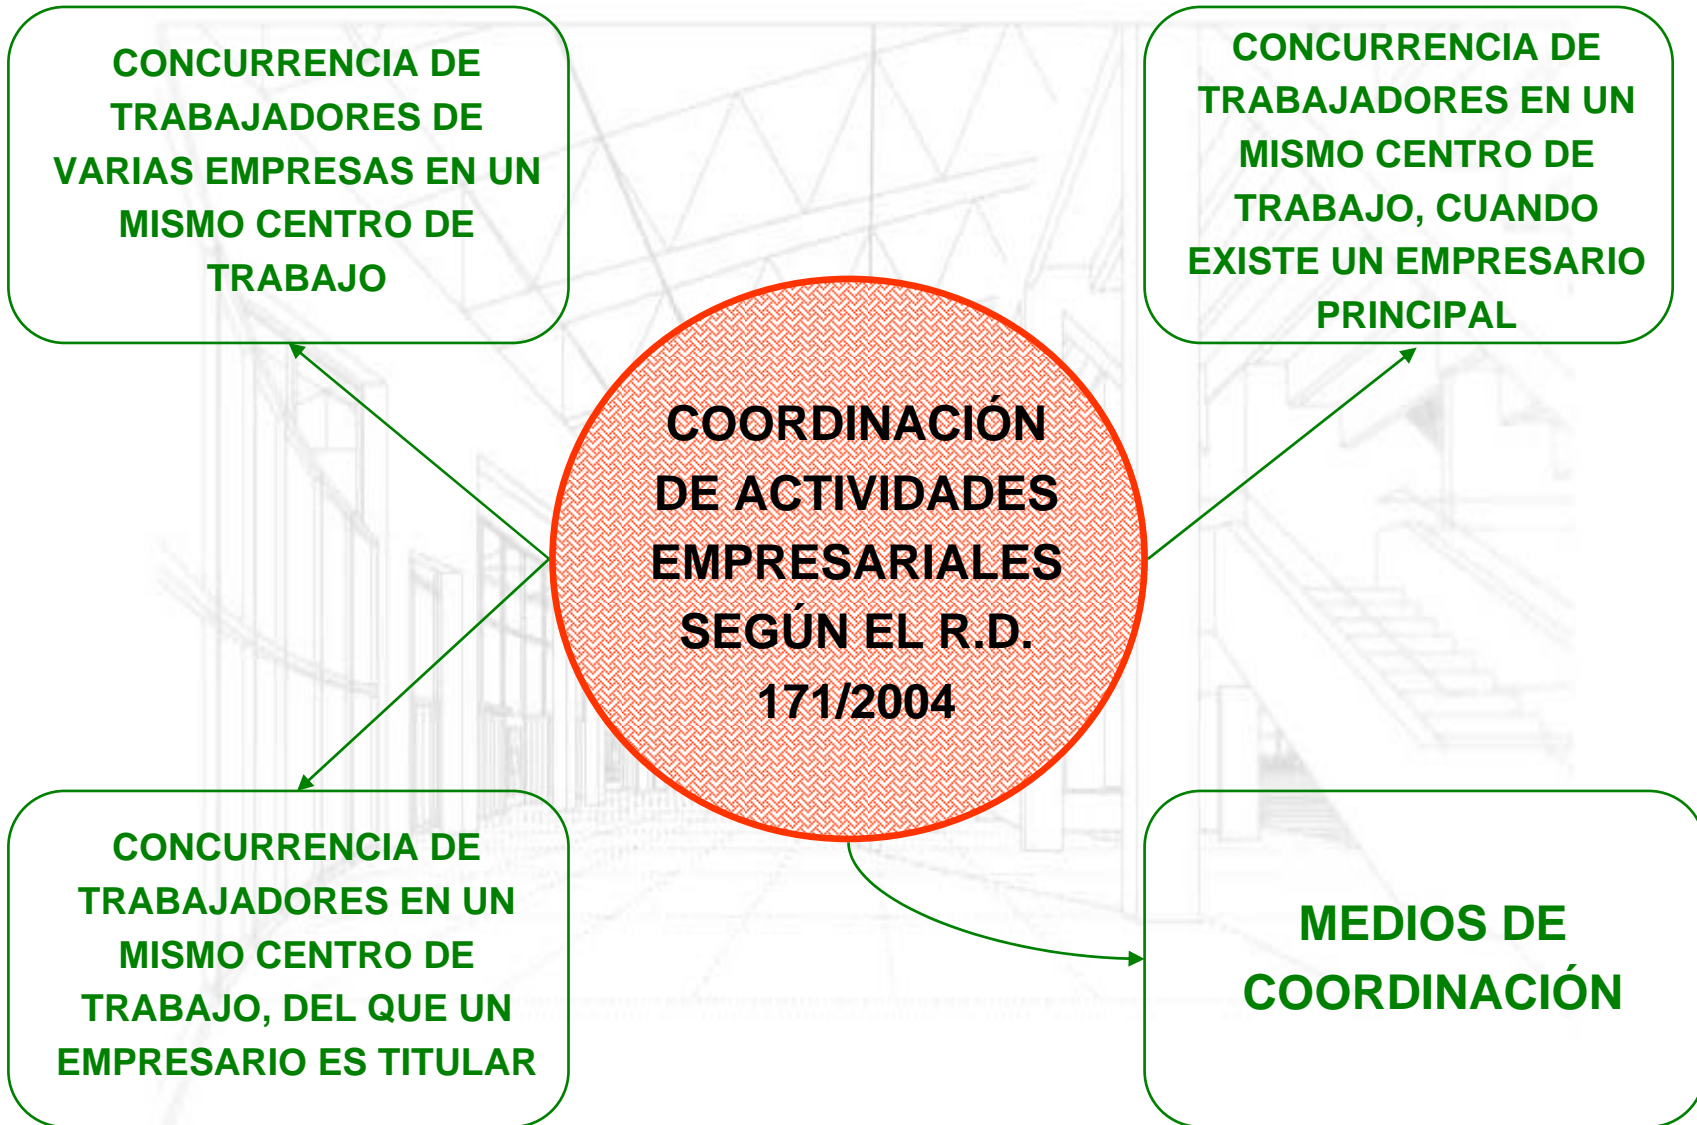 CONCURRENCIA DE
TRABAJADORES DE
VARIAS EMPRESAS EN UN
MISMO CENTRO DE
TRABAJO
CONCURRENCIA DE
TRABAJADORES EN UN
MISMO CENTRO DE
TRABAJO, CUANDO
EXISTE UN EMPRESARIO
PRINCIPAL
COORDINACIÓN
DE ACTIVIDADES
EMPRESARIALES
SEGÚN EL R.D.
171/2004
CONCURRENCIA DE
TRABAJADORES EN UN
MISMO CENTRO DE
TRABAJO, DEL QUE UN
EMPRESARIO ES TITULAR
MEDIOS DE
COORDINACIÓN